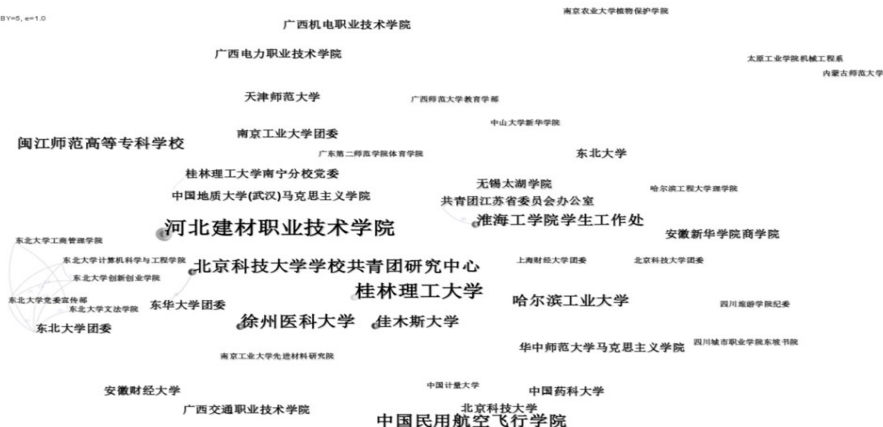 南京农业大学植物保护学院
BY=5, e=1.0
广西机电职业技术学院
广西电力职业技术学院
太原工业学院机械工程系
内蒙古师范大学
天津师范大学
广西师范大学教育学部
中山大学新华学院
南京工业大学团委
闽江师范高等专科学校
广东第二师范学院体育学院
东北大学
桂林理工大学南宁分校党委
无锡太湖学院
哈尔滨工程大学理学院
中国地质大学(武汉)马克思主义学院
共青团江苏省委员会办公室
淮海工学院学生工作处
河北建材职业技术学院
安徽新华学院商学院
东北大学工商管理学院
东北大学计算机科学与工程学院
北京科技大学学校共青团研究中心
上海财经大学团委
北京科技大学团委
东北大学创新创业学院
桂林理工大学
东北大学党委宣传部
东北大学文法学院
东华大学团委
哈尔滨工业大学
四川旅游学院纪委
东北大学团委
徐州医科大学
佳木斯大学
华中师范大学马克思主义学院
四川城市职业学院东坡书院
南京工业大学先进材料研究院
安徽财经大学
中国计量大学
中国药科大学
广西交通职业技术学院
北京科技大学
中国民用航空飞行学院